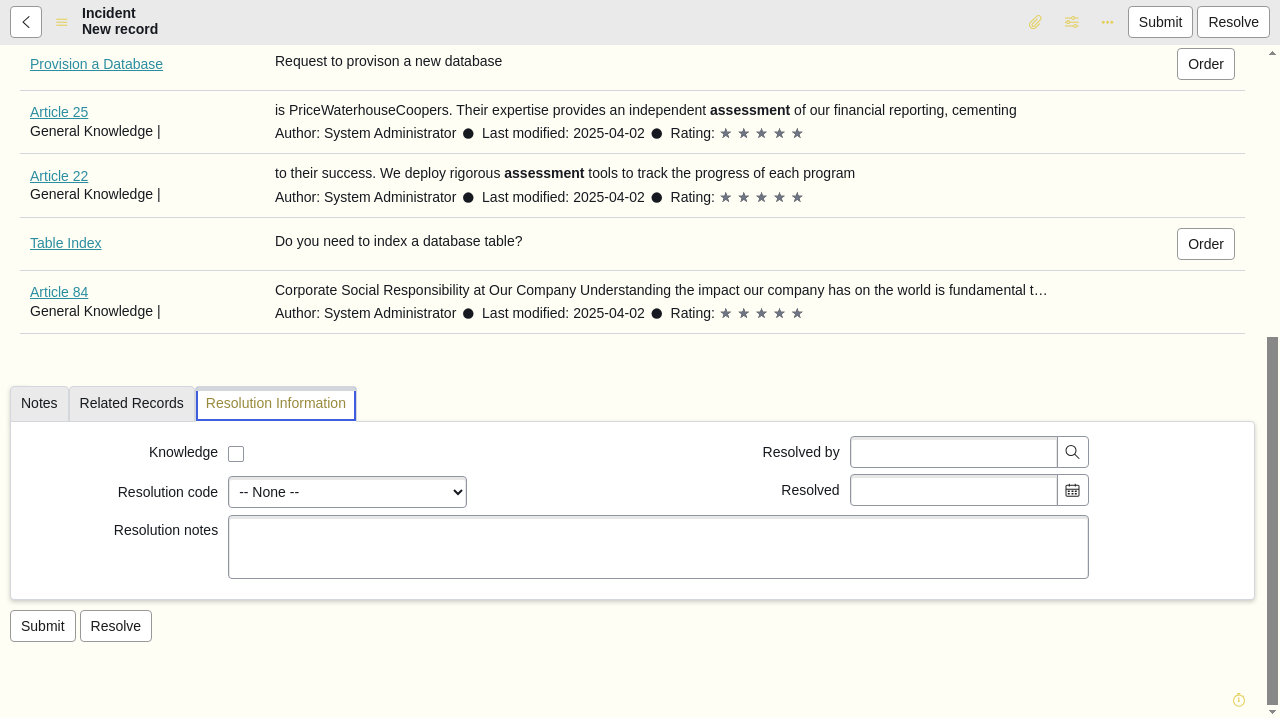 Incident
New record
Submit
Resolve
Provision a Database
Request to provison a new database
Order
Article 25
General Knowledge |
is PriceWaterhouseCoopers. Their expertise provides an independent assessment of our financial reporting, cementing
Author: System Administrator ● Last modified: 2025-04-02 ● Rating: ★ ★ ★ ★ ★
Article 22
General Knowledge |
to their success. We deploy rigorous assessment tools to track the progress of each program
Author: System Administrator ● Last modified: 2025-04-02 ● Rating: ★ ★ ★ ★ ★
Table Index
Do you need to index a database table?
Order
Article 84
General Knowledge |
Corporate Social Responsibility at Our Company Understanding the impact our company has on the world is fundamental t…
Author: System Administrator ● Last modified: 2025-04-02 ● Rating: ★ ★ ★ ★ ★
Notes
Related Records
Resolution Information
Knowledge
Resolved by
Resolution code
-- None --
Resolved
Resolution notes
Submit
Resolve